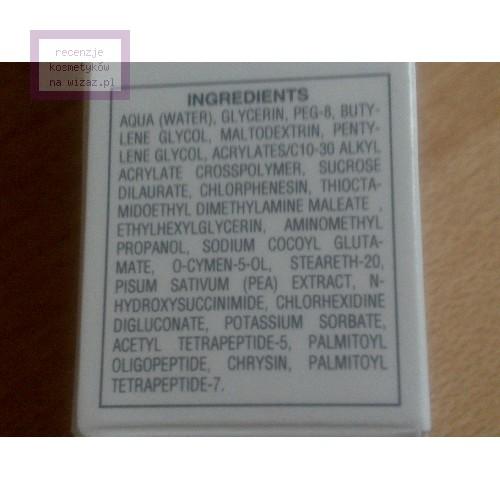 recenzje
kosmetyków
na wizaz.pl
INGREDIENTS
AQUA (WATER), GLYCERIN, PEG-8, BUTY-
LENE GLYCOL, MALTODEXTRIN, PENTY-
LENE GLYCOL, ACRYLATES/C10-30 ALKYL
ACRYLATE CROSSPOLYMER, SUCROSE
DILAURATE, CHLORPHENESIN, THIOCTA-
MIDOETHYL DIMETHYLAMINE MALEATE ,
ETHYLHEXYLGLYCERIN, AMINOMETHYL
PROPANOL, SODIUM COCOYL GLUTA-
MATE, O-CYMEN-5-OL, STEARETH-20,
PISUM SATIVUM (PEA) EXTRACT, N-
HYDROXYSUCCINIMIDE, CHLORHEXIDINE
DIGLUCONATE, POTASSIUM SORBATE,
ACETYL TETRAPEPTIDE-5, PALMITOYL
OLIGOPEPTIDE, CHRYSIN, PALMITOYL
TETRAPEPTIDE-7.